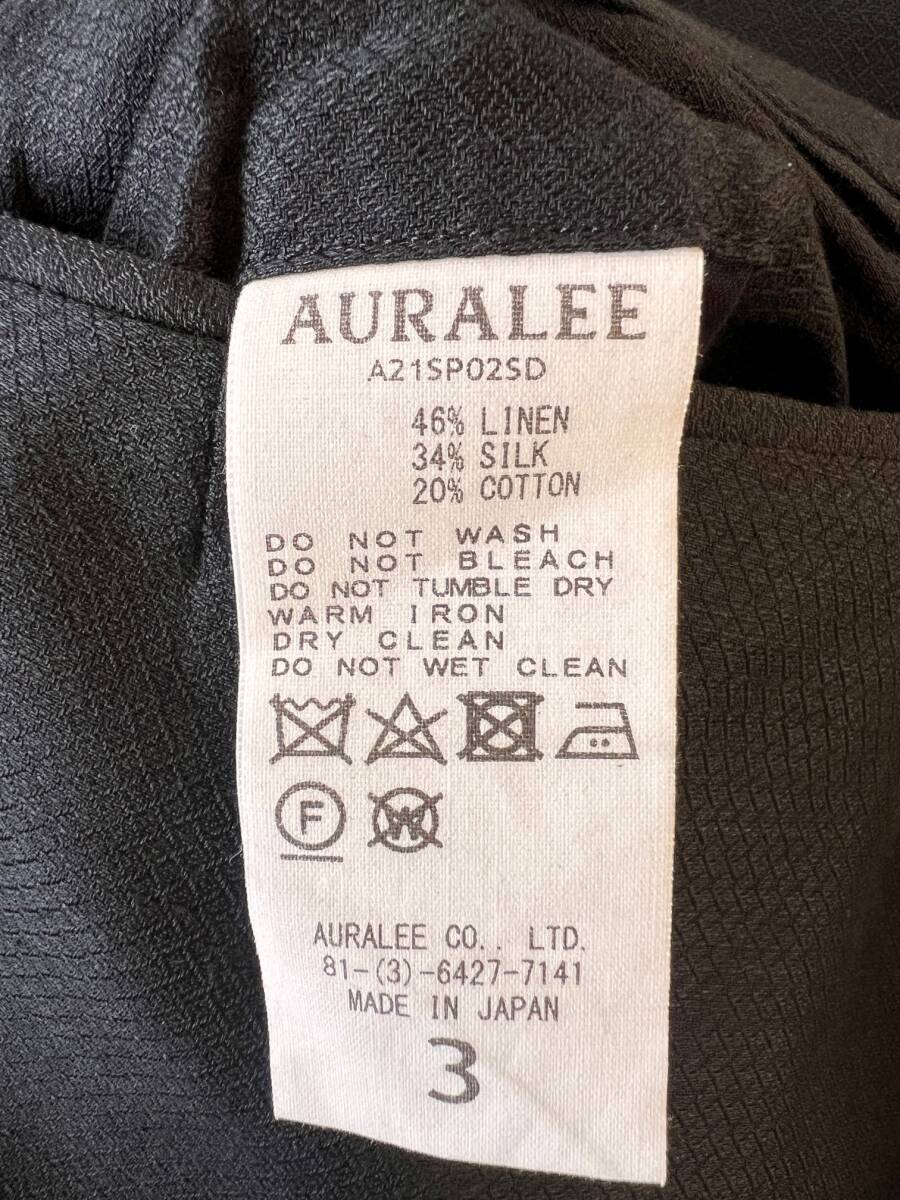 AURALEE
A21SP02SD
46% LINEN
34% SILK
20% COTTON
DO NOT WASH
DO NOT BLEACH
DO NOT TUMBLE DRY
WARM IRON
DRY CLEAN
DO NOT WET CLEAN
F W
AURALEE CO., LTD.
81-(3)-6427-7141
MADE IN JAPAN
3